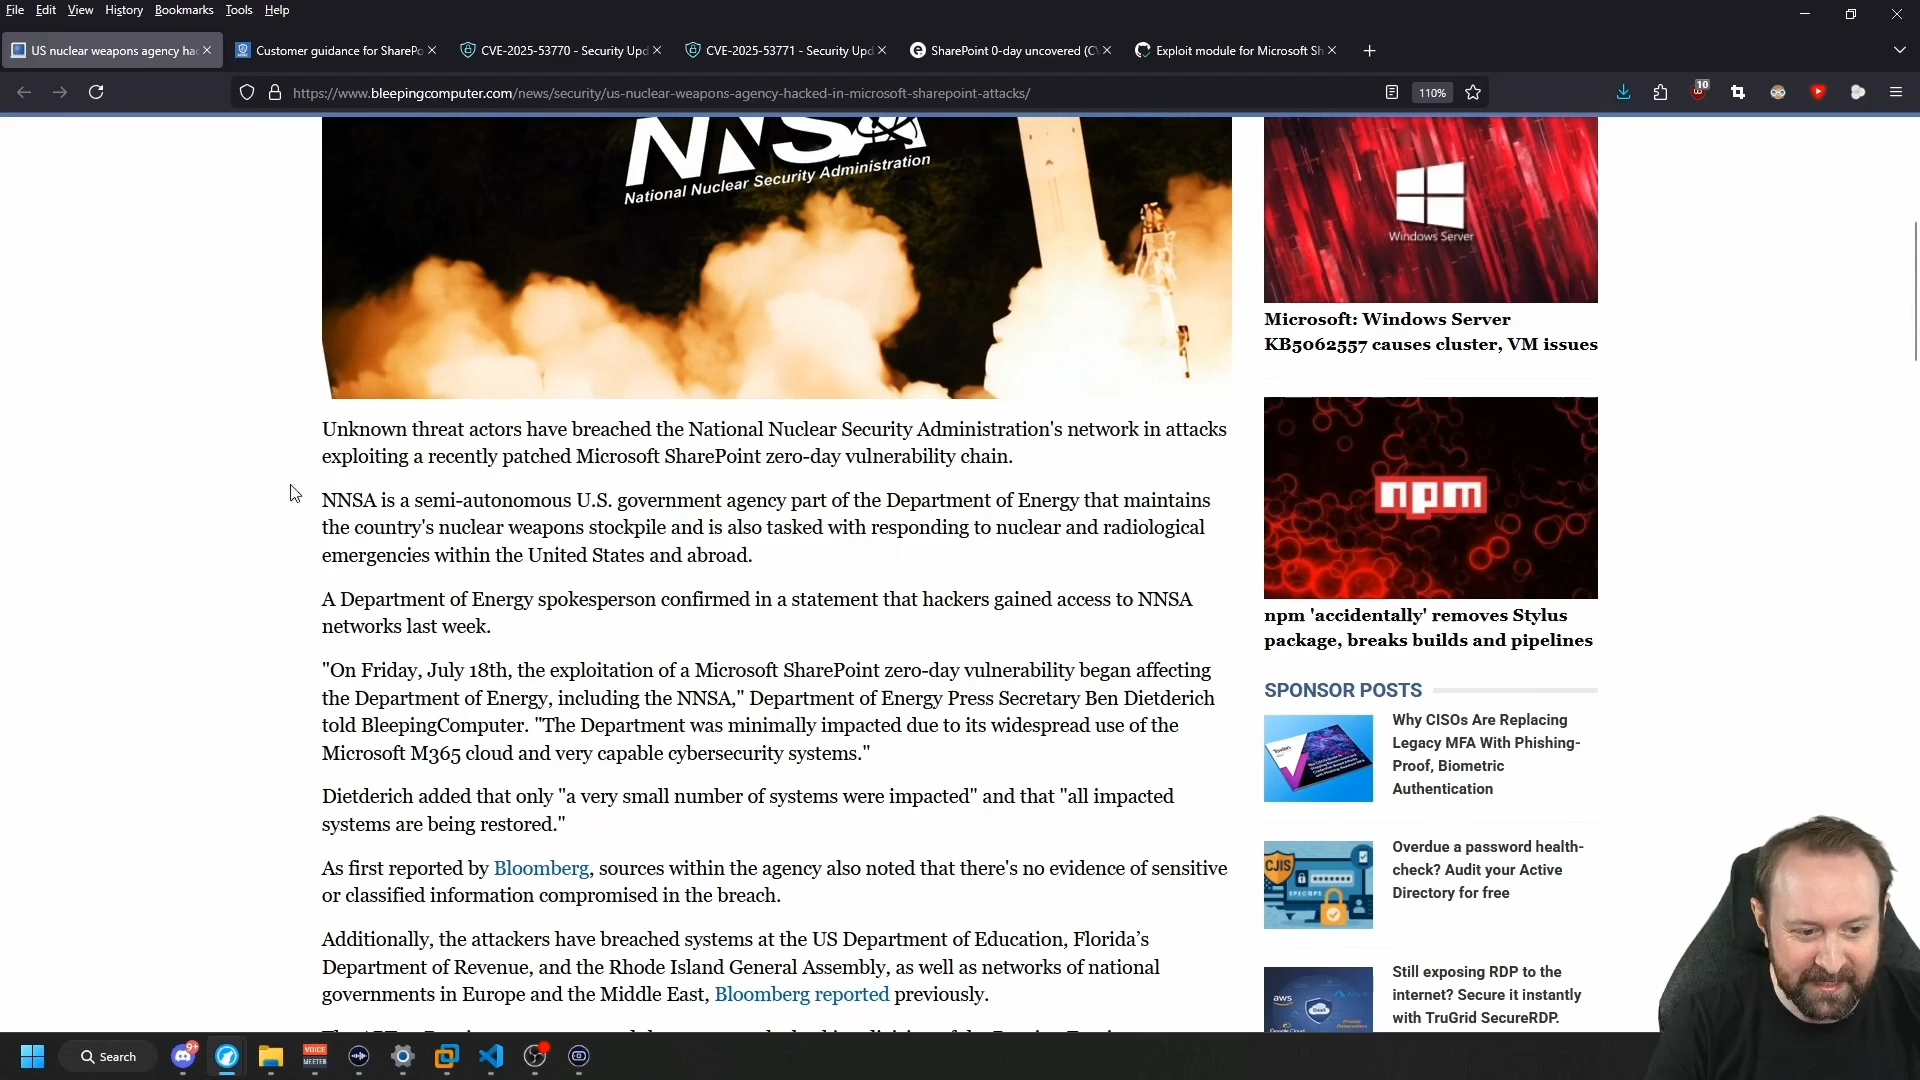 File Edit View History Bookmarks Tools Help
US nuclear weapons agency ha
Customer guidance for SharePo
CVE-2025-53770 - Security Upd
CVE-2025-53771 - Security Upd
SharePoint 0-day uncovered (CV
Exploit module for Microsoft Sh
https://www.bleepingcomputer.com/news/security/us-nuclear-weapons-agency-hacked-in-microsoft-sharepoint-attacks/
110%
10
NNSA
National Nuclear Security Administration
Unknown threat actors have breached the National Nuclear Security Administration's network in attacks
exploiting a recently patched Microsoft SharePoint zero-day vulnerability chain.
NNSA is a semi-autonomous U.S. government agency part of the Department of Energy that maintains
the country's nuclear weapons stockpile and is also tasked with responding to nuclear and radiological
emergencies within the United States and abroad.
A Department of Energy spokesperson confirmed in a statement that hackers gained access to NNSA
networks last week.
"On Friday, July 18th, the exploitation of a Microsoft SharePoint zero-day vulnerability began affecting
the Department of Energy, including the NNSA," Department of Energy Press Secretary Ben Dietderich
told BleepingComputer. "The Department was minimally impacted due to its widespread use of the
Microsoft M365 cloud and very capable cybersecurity systems."
Dietderich added that only "a very small number of systems were impacted" and that "all impacted
systems are being restored."
As first reported by Bloomberg, sources within the agency also noted that there's no evidence of sensitive
or classified information compromised in the breach.
Additionally, the attackers have breached systems at the US Department of Education, Florida's
Department of Revenue, and the Rhode Island General Assembly, as well as networks of national
governments in Europe and the Middle East, Bloomberg reported previously.
Windows Server
Microsoft: Windows Server
KB5062557 causes cluster, VM issues
npm
npm 'accidentally' removes Stylus
package, breaks builds and pipelines
SPONSOR POSTS
Why CISOs Are Replacing
Legacy MFA With Phishing-
Proof, Biometric
Authentication
CJIS
SPECOPS
Overdue a password health-
check? Audit your Active
Directory for free
aws
Azure
Google Cloud
Still exposing RDP to the
internet? Secure it instantly
with TruGrid SecureRDP.
Search
9+
VOICE
MEETER